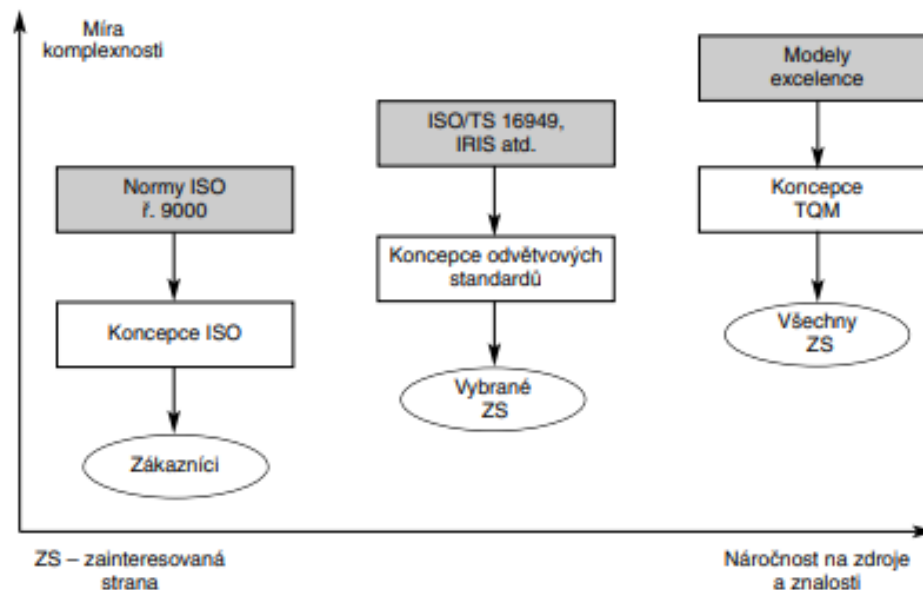 Míra
komplexnosti
Modely
excelence
ISO/TS 16949,
IRIS atd.
Normy ISO
ř. 9000
Koncepce
TQM
Koncepce odvětvových
standardů
Koncepce ISO
Všechny
ZS
Vybrané
ZS
Zákazníci
ZS – zainteresovaná
strana
Náročnost na zdroje
a znalosti